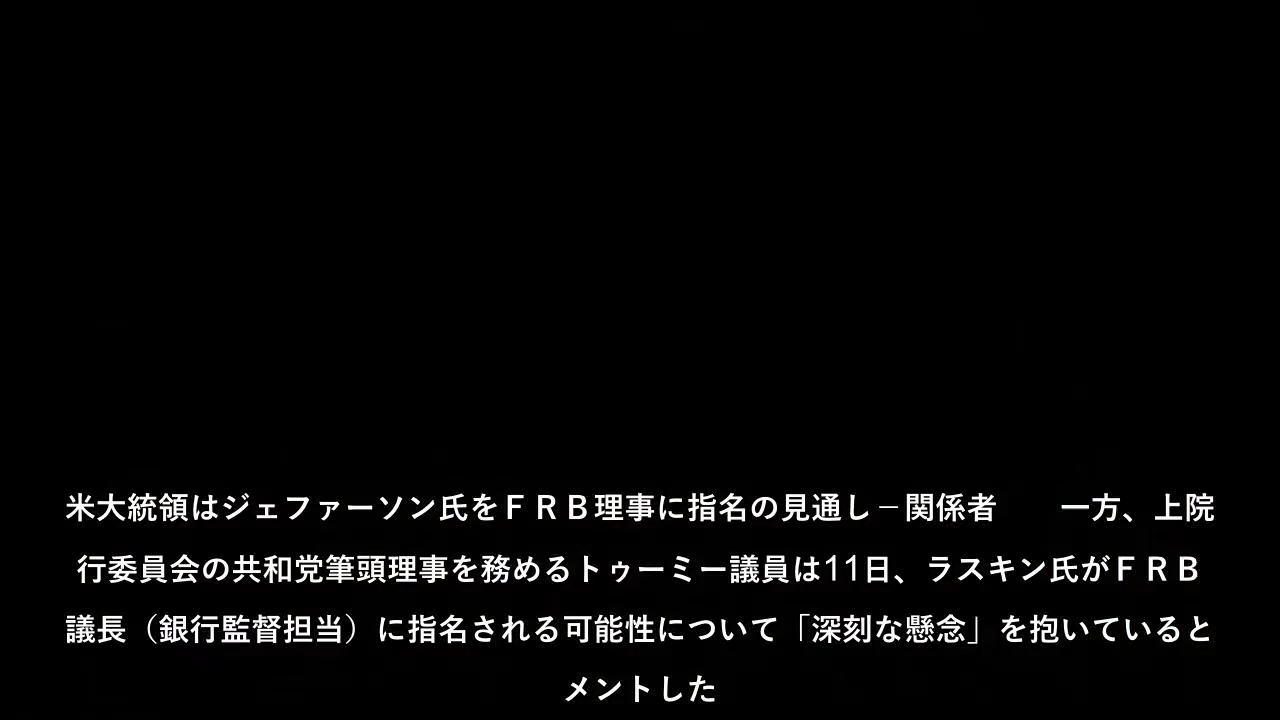 米大統領はジェファーソン氏をＦＲＢ理事に指名の見通し－関係者　　一方、上院
行委員会の共和党筆頭理事を務めるトゥーミー議員は11日、ラスキン氏がＦＲＢ
議長（銀行監督担当）に指名される可能性について「深刻な懸念」を抱いていると
メントした